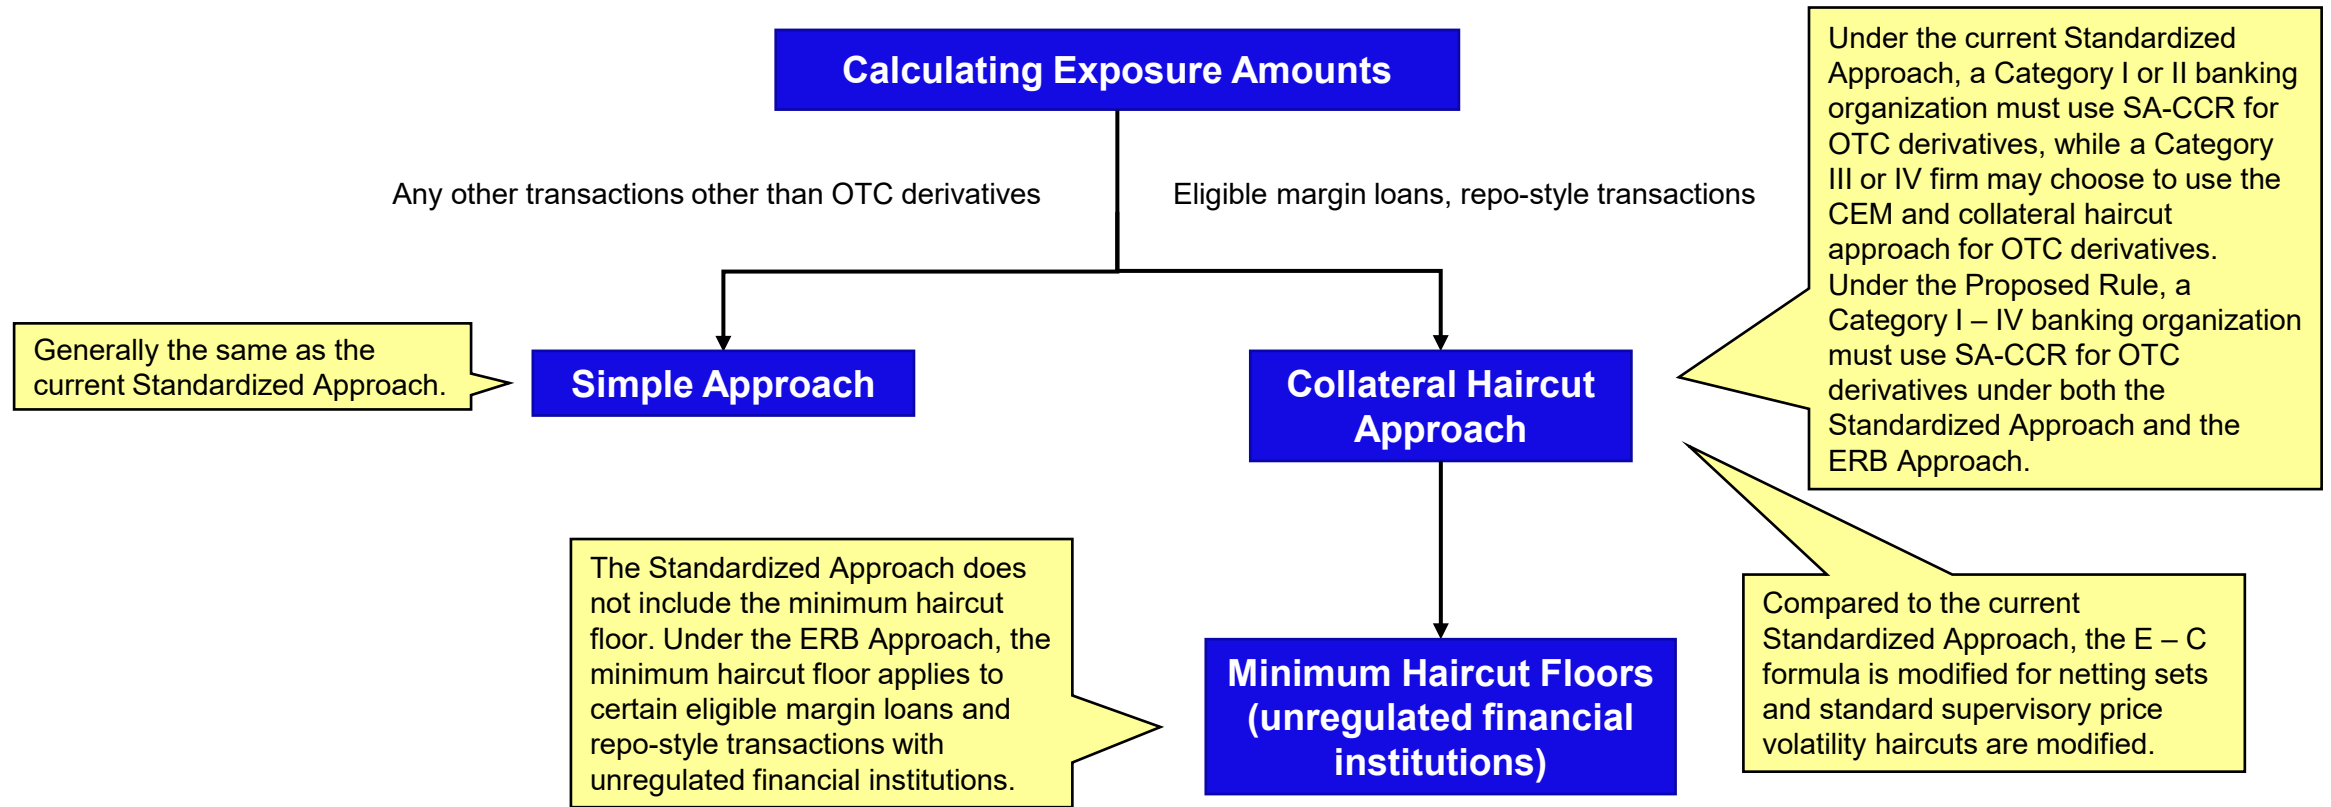 Calculating Exposure Amounts
Under the current Standardized
Approach, a Category I or II banking
organization must use SA-CCR for
OTC derivatives, while a Category
III or IV firm may choose to use the
CEM and collateral haircut
approach for OTC derivatives.
Under the Proposed Rule, a
Category I – IV banking organization
must use SA-CCR for OTC
derivatives under both the
Standardized Approach and the
ERB Approach.
Any other transactions other than OTC derivatives
Eligible margin loans, repo-style transactions
Generally the same as the
current Standardized Approach.
Simple Approach
Collateral Haircut
Approach
The Standardized Approach does
not include the minimum haircut
floor. Under the ERB Approach, the
minimum haircut floor applies to
certain eligible margin loans and
repo-style transactions with
unregulated financial institutions.
Minimum Haircut Floors
(unregulated financial
institutions)
Compared to the current
Standardized Approach, the E – C
formula is modified for netting sets
and standard supervisory price
volatility haircuts are modified.